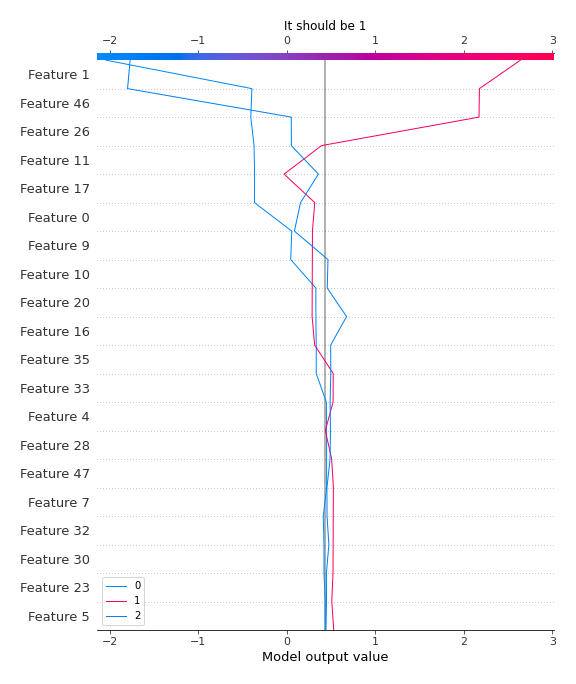 It should be 1
−2 −1 0 1 2 3
Feature 1
Feature 46
Feature 26
Feature 11
Feature 17
Feature 0
Feature 9
Feature 10
Feature 20
Feature 16
Feature 35
Feature 33
Feature 4
Feature 28
Feature 47
Feature 7
Feature 32
Feature 30
Feature 23
Feature 5
0
1
2
−2 −1 0 1 2 3
Model output value